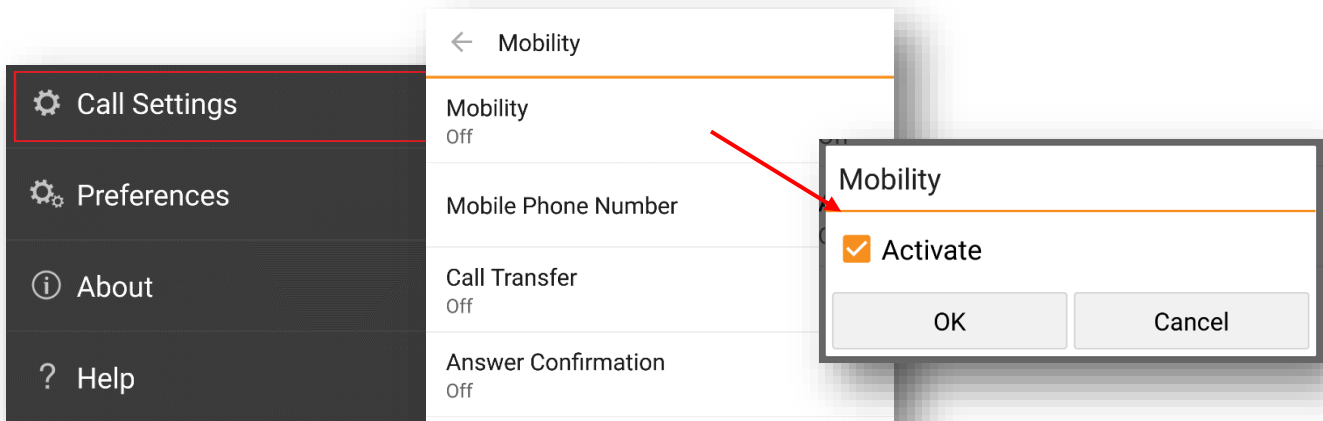 Call Settings
Preferences
About
? Help
Mobility
Mobility
Off
Mobile Phone Number
Call Transfer
Off
Answer Confirmation
Off
Mobility
Activate
OK
Cancel